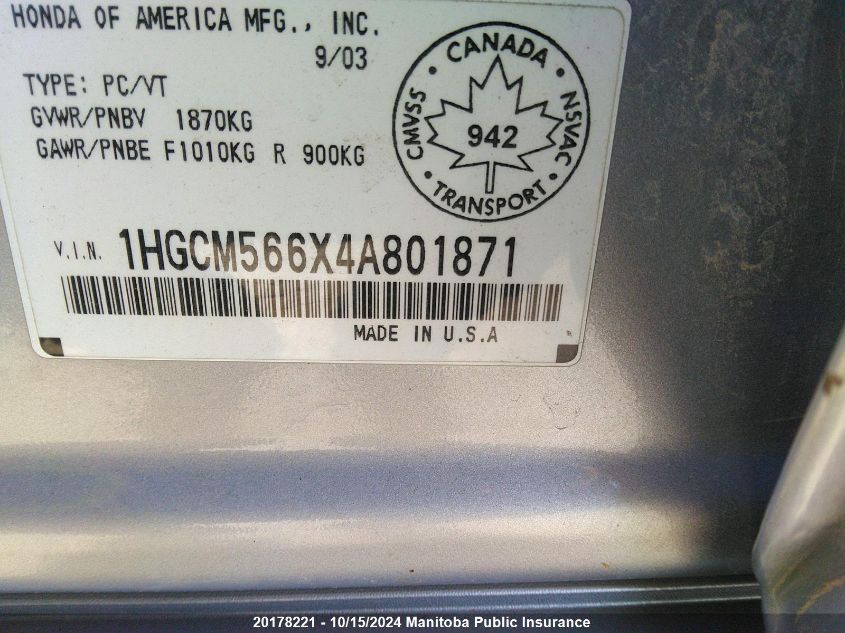 HONDA OF AMERICA MFG., INC.
9/03
TYPE: PC/VT
GVWR/PNBV 1870KG
GAWR/PNBE F1010KG R 900KG
• CANADA •
CMVSS
942
NSVAC
• TRANSPORT •
V.I.N. 1HGCM566X4A801871
MADE IN U.S.A
20178221 - 10/15/2024 Manitoba Public Insurance